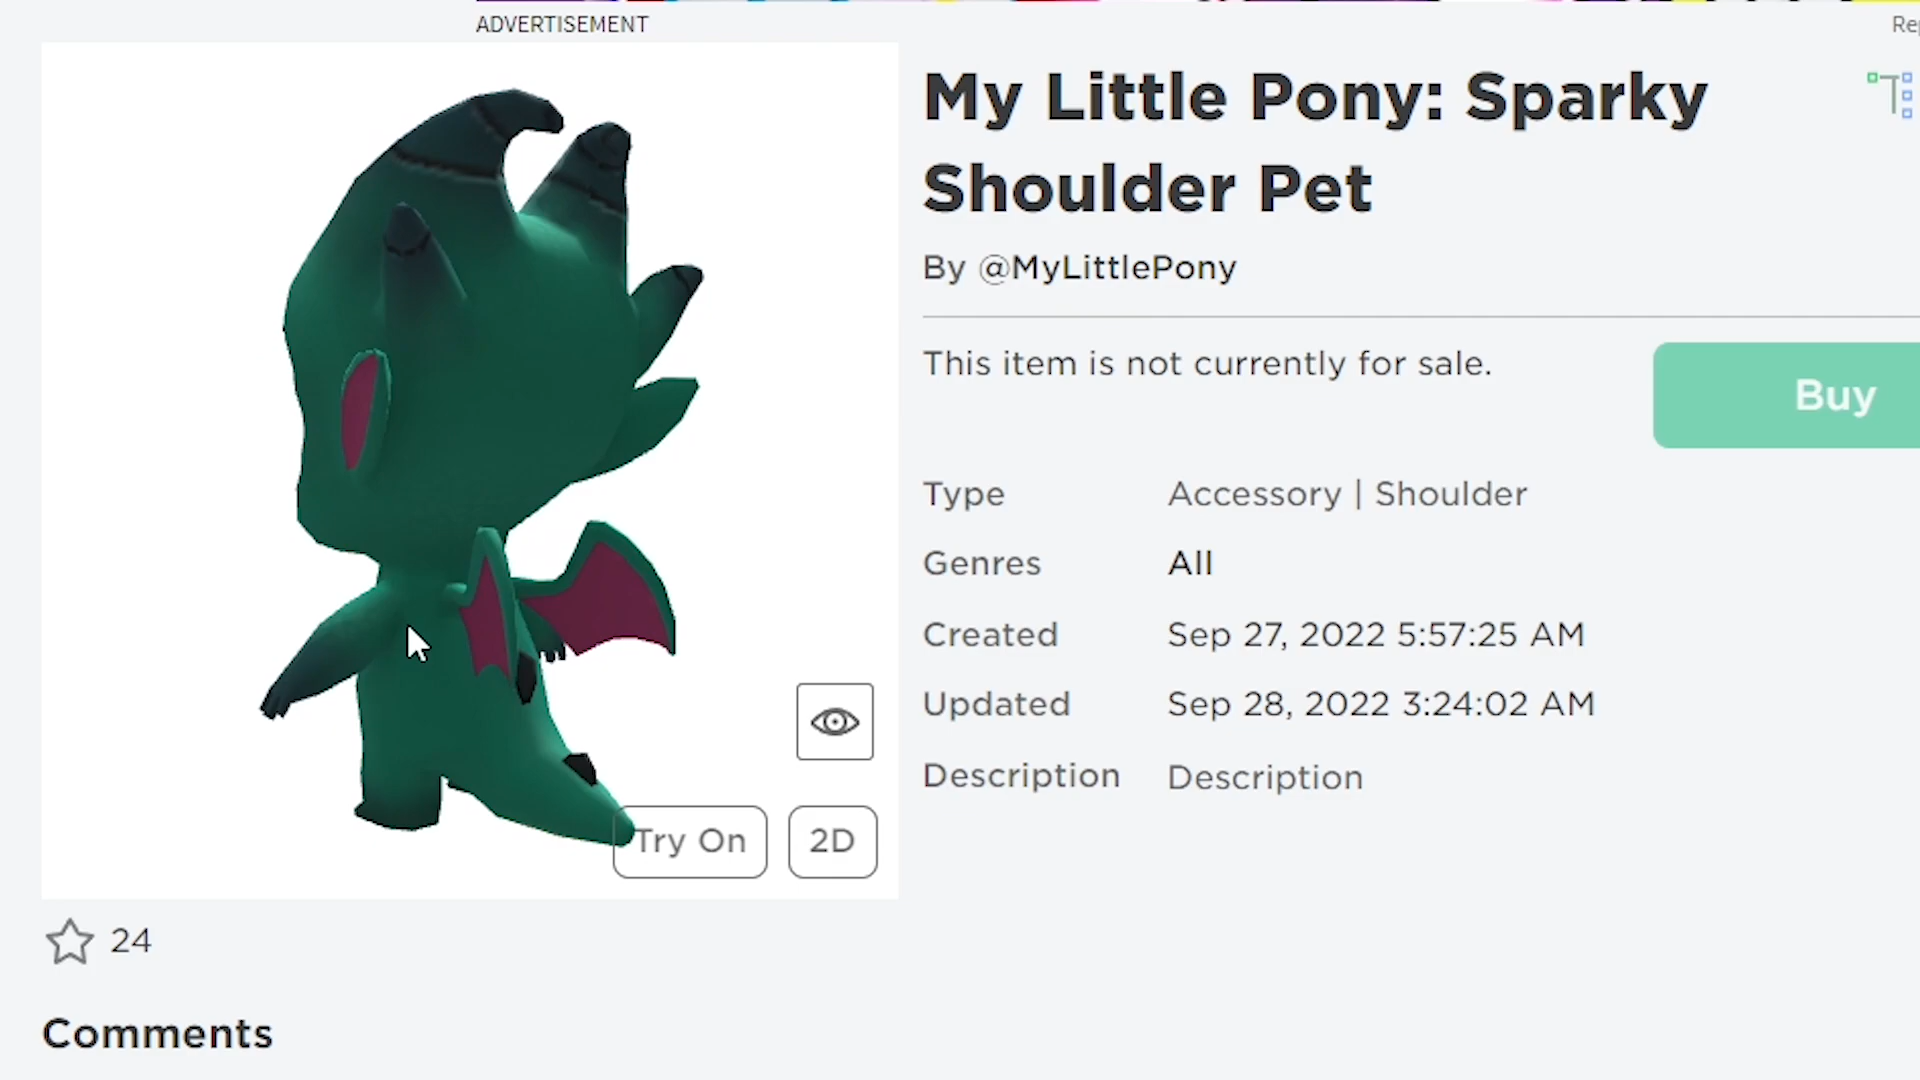 ADVERTISEMENT
My Little Pony: Sparky
Shoulder Pet
By @MyLittlePony
This item is not currently for sale.
Buy
Type Accessory | Shoulder
Genres All
Created Sep 27, 2022 5:57:25 AM
Updated Sep 28, 2022 3:24:02 AM
Description Description
Try On
2D
24
Comments